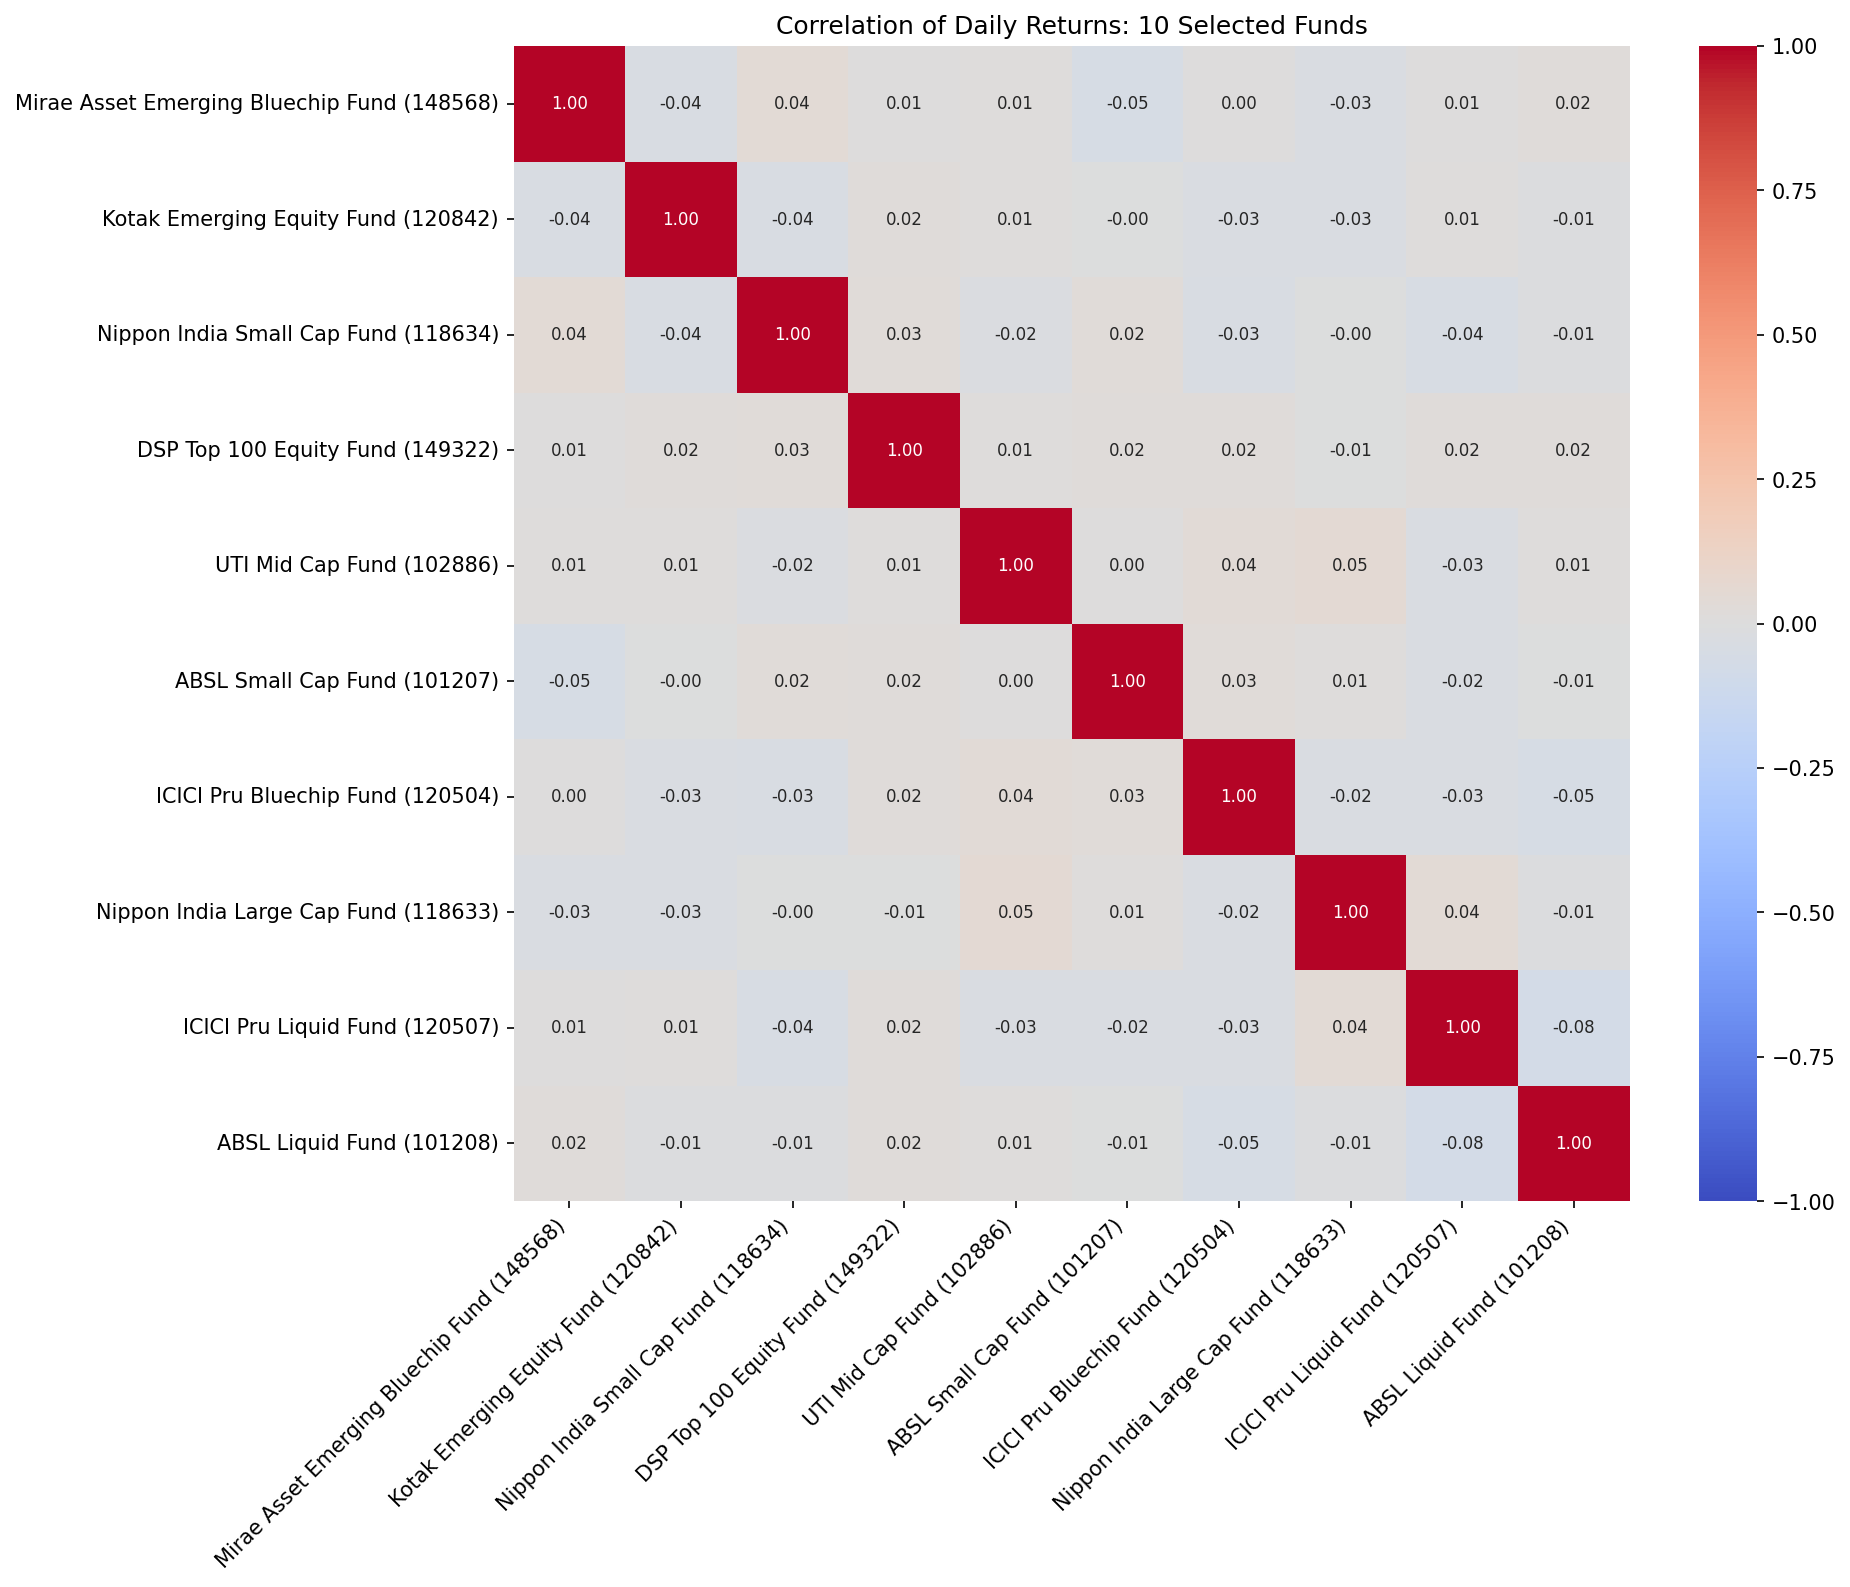 Correlation of Daily Returns: 10 Selected Funds
Mirae Asset Emerging Bluechip Fund (148568) 1.00 -0.04 0.04 0.01 0.01 -0.05 0.00 -0.03 0.01 0.02
Kotak Emerging Equity Fund (120842) -0.04 1.00 -0.04 0.02 0.01 -0.00 -0.03 -0.03 0.01 -0.01
Nippon India Small Cap Fund (118634) 0.04 -0.04 1.00 0.03 -0.02 0.02 -0.03 -0.00 -0.04 -0.01
DSP Top 100 Equity Fund (149322) 0.01 0.02 0.03 1.00 0.01 0.02 0.02 -0.01 0.02 0.02
UTI Mid Cap Fund (102886) 0.01 0.01 -0.02 0.01 1.00 0.00 0.04 0.05 -0.03 0.01
ABSL Small Cap Fund (101207) -0.05 -0.00 0.02 0.02 0.00 1.00 0.03 0.01 -0.02 -0.01
ICICI Pru Bluechip Fund (120504) 0.00 -0.03 -0.03 0.02 0.04 0.03 1.00 -0.02 -0.03 -0.05
Nippon India Large Cap Fund (118633) -0.03 -0.03 -0.00 -0.01 0.05 0.01 -0.02 1.00 0.04 -0.01
ICICI Pru Liquid Fund (120507) 0.01 0.01 -0.04 0.02 -0.03 -0.02 -0.03 0.04 1.00 -0.08
ABSL Liquid Fund (101208) 0.02 -0.01 -0.01 0.02 0.01 -0.01 -0.05 -0.01 -0.08 1.00
Mirae Asset Emerging Bluechip Fund (148568)
Kotak Emerging Equity Fund (120842)
Nippon India Small Cap Fund (118634)
DSP Top 100 Equity Fund (149322)
UTI Mid Cap Fund (102886)
ABSL Small Cap Fund (101207)
ICICI Pru Bluechip Fund (120504)
Nippon India Large Cap Fund (118633)
ICICI Pru Liquid Fund (120507)
ABSL Liquid Fund (101208)
1.00
0.75
0.50
0.25
0.00
−0.25
−0.50
−0.75
−1.00